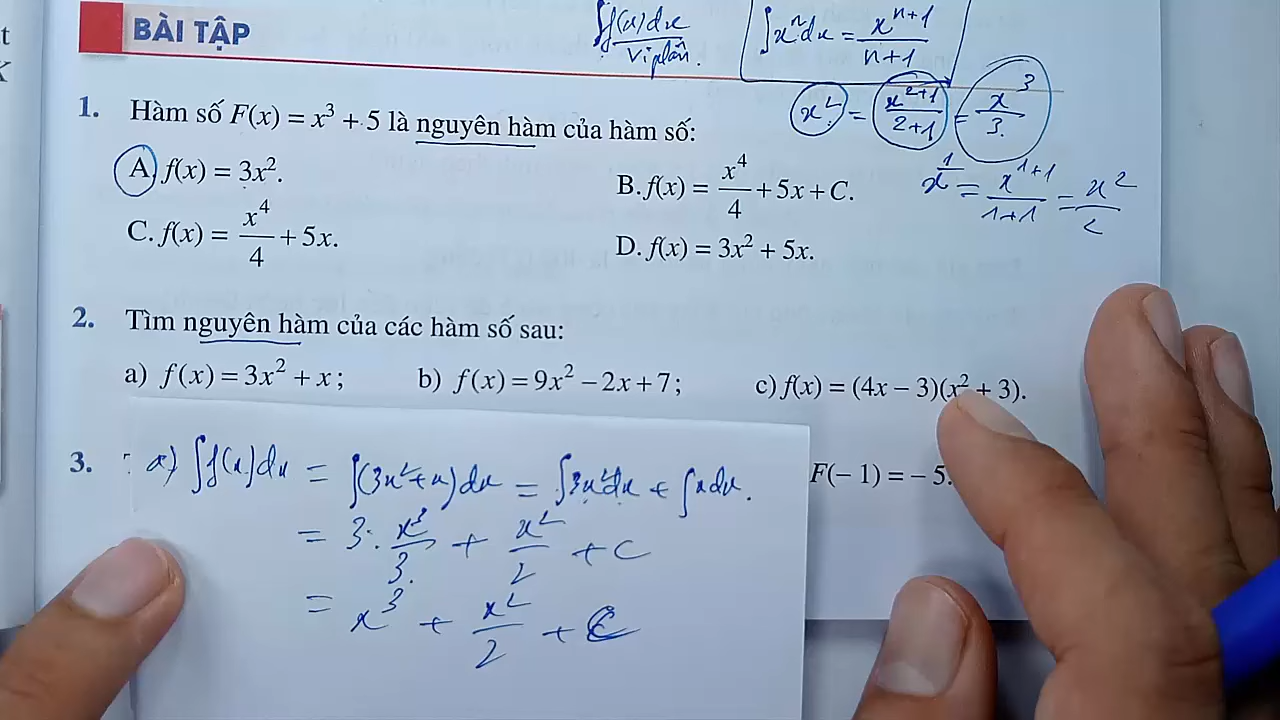 t
BÀI TẬP
∫f(x)dx
vi phân.
∫xⁿdx = xⁿ⁺¹/n+1
1. Hàm số F(x) = x³ + 5 là nguyên hàm của hàm số:
x² = x²⁺¹/2+1 = x³/3.
A f(x) = 3x².
B. f(x) = x⁴/4 + 5x + C.
x¹ = x¹⁺¹/1+1 = x²/2
C. f(x) = x⁴/4 + 5x.
D. f(x) = 3x² + 5x.
2. Tìm nguyên hàm của các hàm số sau:
a) f(x) = 3x² + x;
b) f(x) = 9x² − 2x + 7;
c) f(x) = (4x − 3)(x² + 3).
3.
F(− 1) = − 5.
a) ∫f(x)dx = ∫(3x²+x)dx = ∫3x²dx + ∫xdx.
= 3. x³/3. + x²/2 + C
= x³ + x²/2 + C